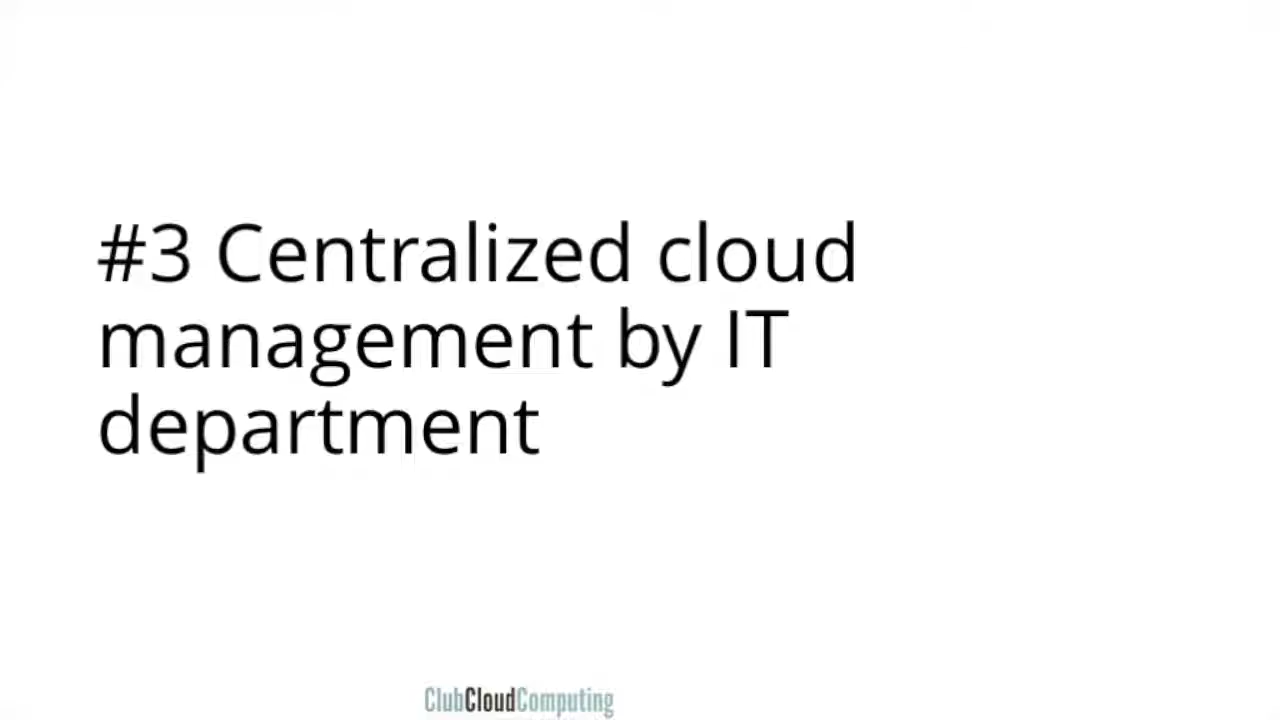 #3 Centralized cloud
management by IT
department
ClubCloudComputing